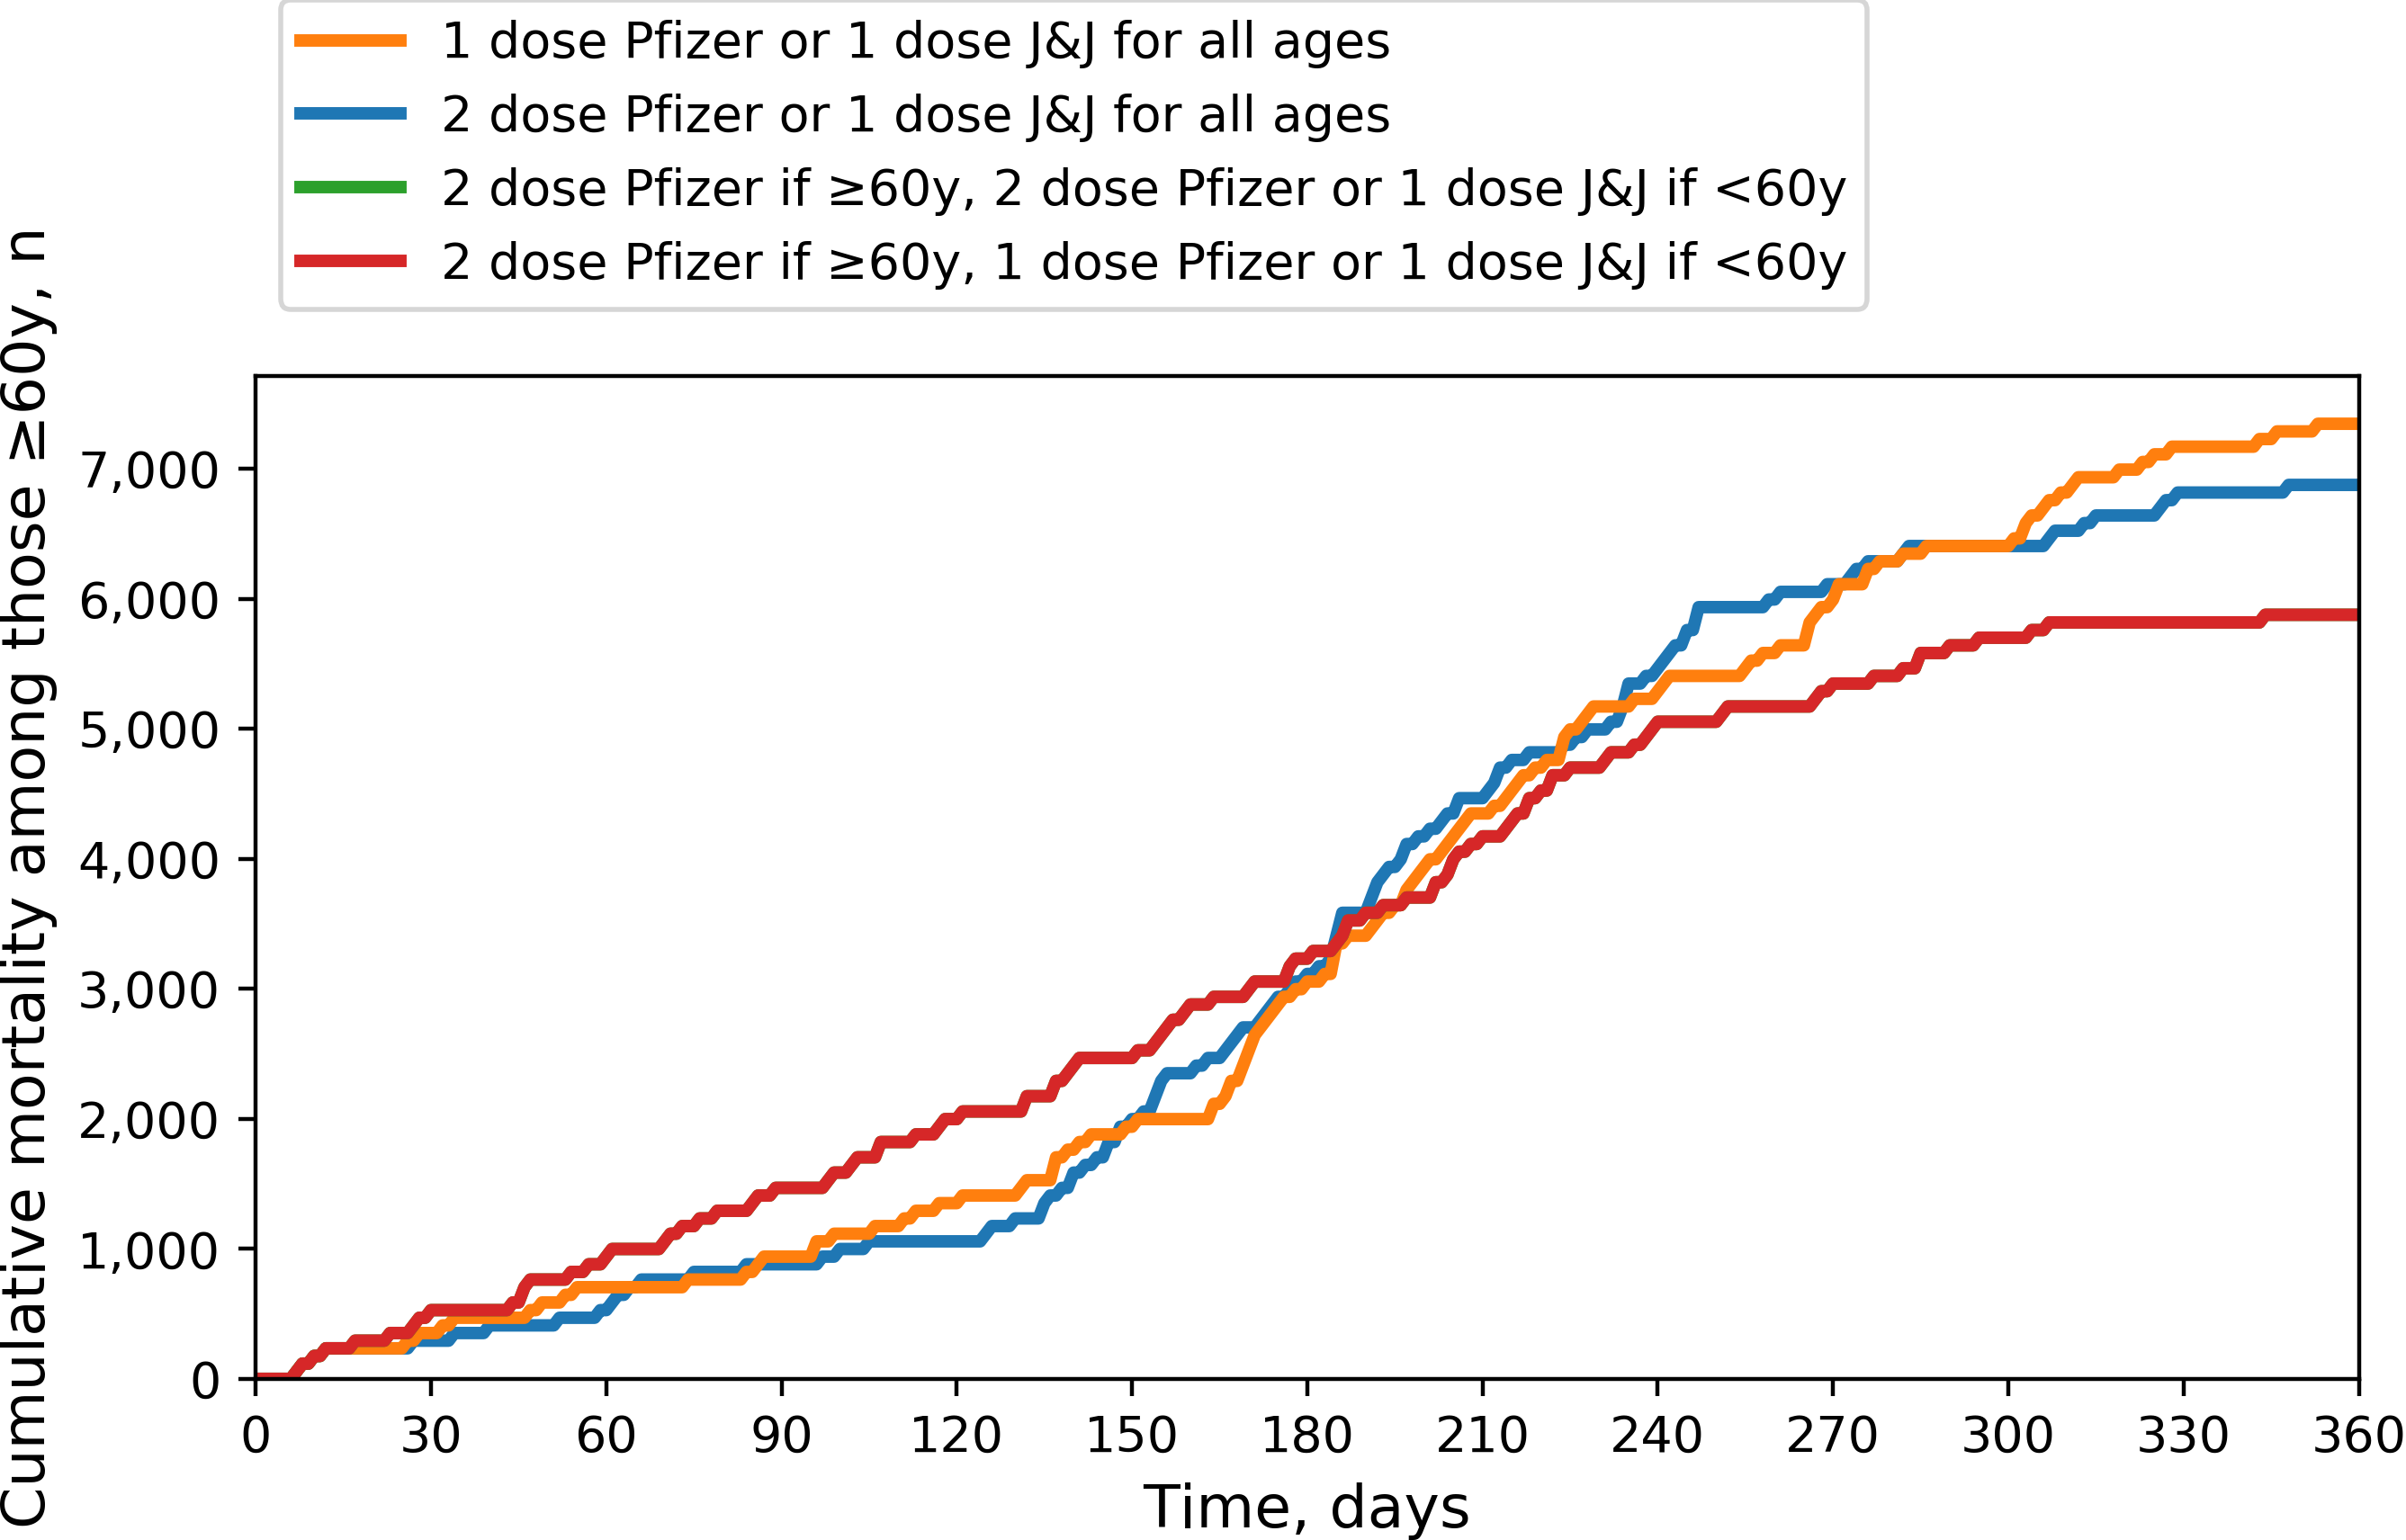 1 dose Pfizer or 1 dose J&J for all ages
2 dose Pfizer or 1 dose J&J for all ages
2 dose Pfizer if ≥60y, 2 dose Pfizer or 1 dose J&J if <60y
2 dose Pfizer if ≥60y, 1 dose Pfizer or 1 dose J&J if <60y
Cumulative mortality among those ≥60y, n
7,000
6,000
5,000
4,000
3,000
2,000
1,000
0
0 30 60 90 120 150 180 210 240 270 300 330 360
Time, days